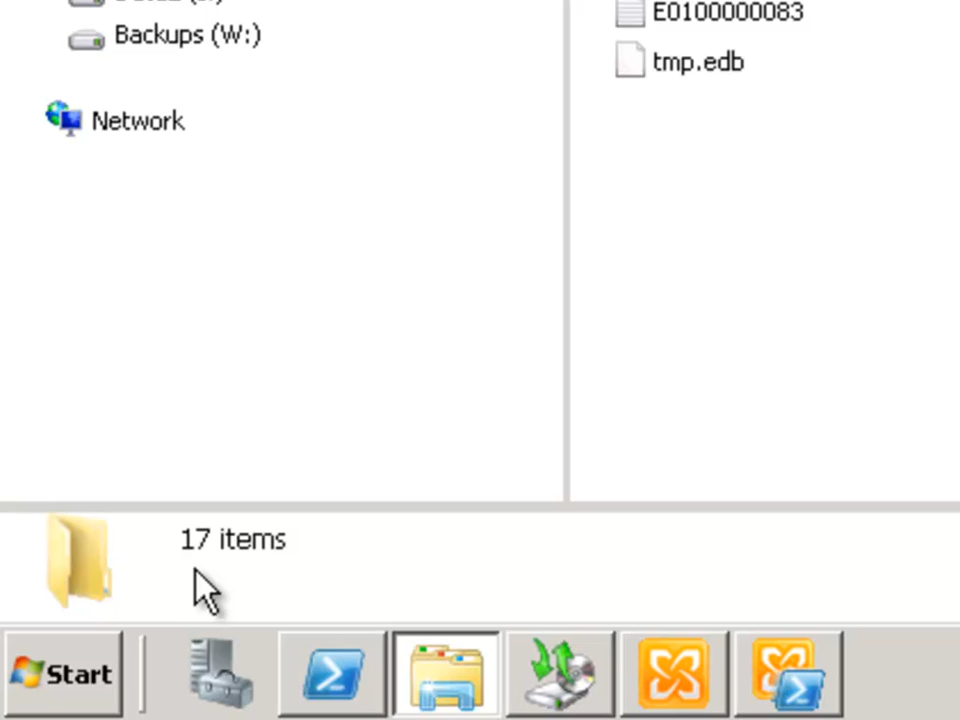 E0100000083
Backups (W:)
tmp.edb
Network
17 items
Start